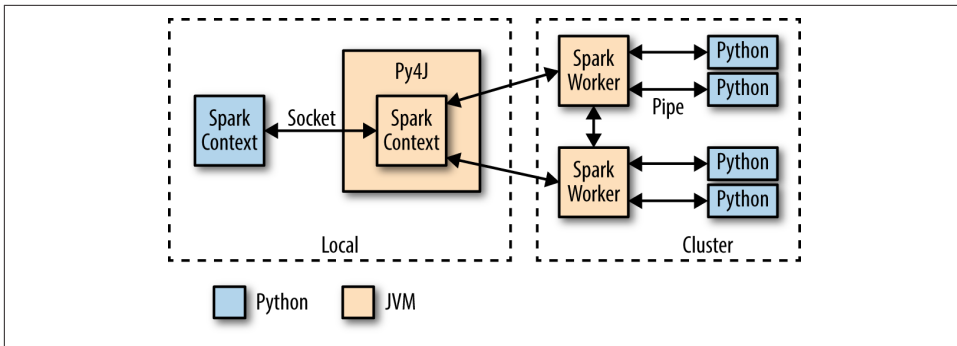 Py4J
Spark
Context
Socket
Spark
Context
Local
Spark
Worker
Python
Python
Pipe
Spark
Worker
Python
Python
Cluster
Python
JVM